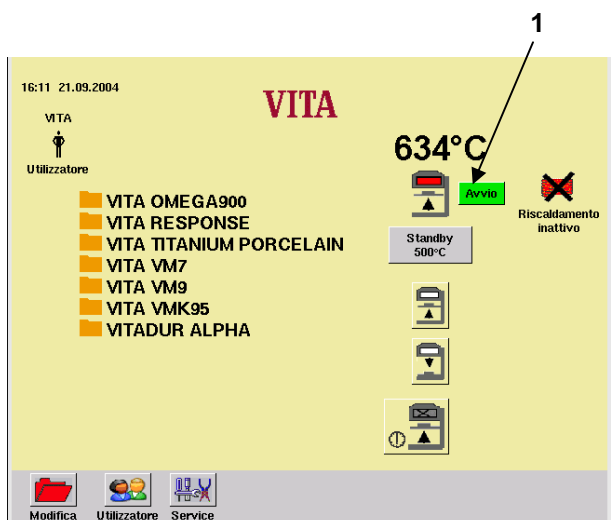 1
16:11 21.09.2004
VITA
VITA
Utilizzatore
634°C
Avvio
Riscaldamento
inattivo
Standby
500°C
VITA OMEGA900
VITA RESPONSE
VITA TITANIUM PORCELAIN
VITA VM7
VITA VM9
VITA VMK95
VITADUR ALPHA
Modifica
Utilizzatore
Service